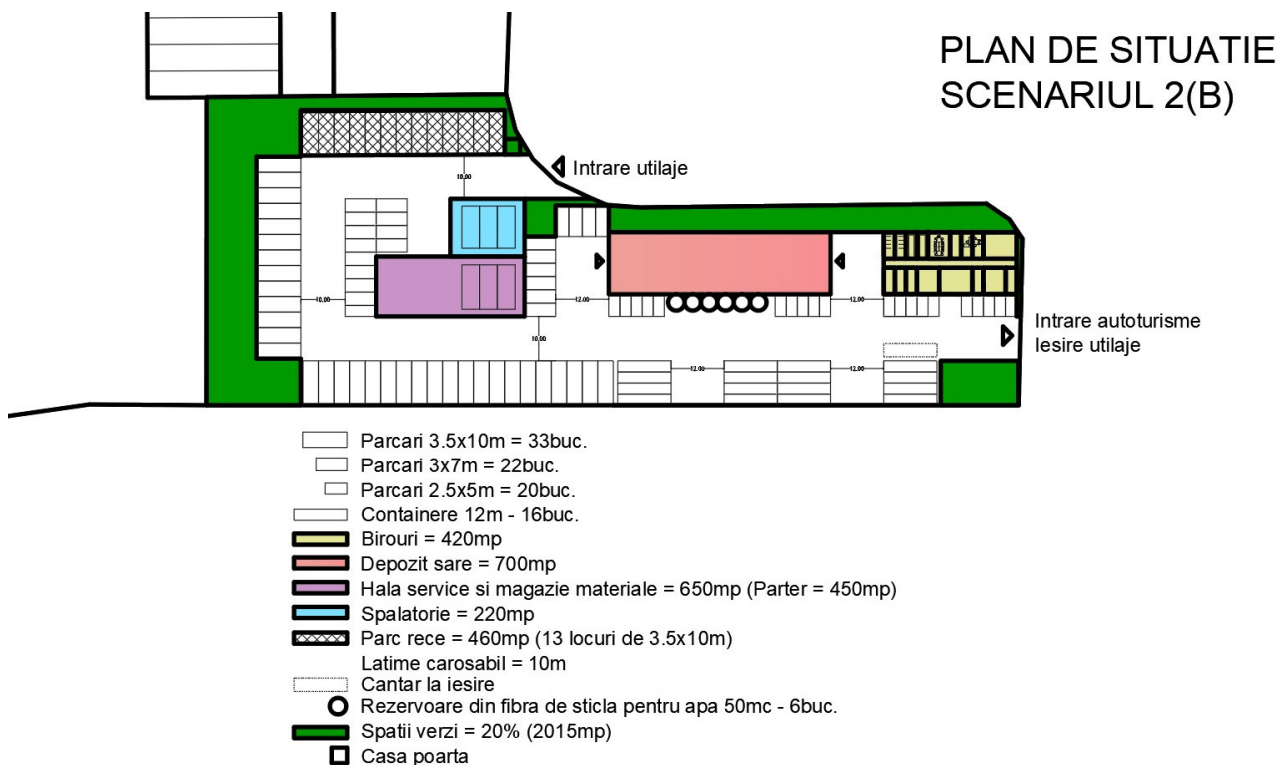 PLAN DE SITUATIE
SCENARIUL 2(B)
Intrare utilaje
10.00
10.00
12.00
12.00
10.00
12.00
12.00
Intrare autoturisme
Iesire utilaje
Parcari 3.5x10m = 33buc.
Parcari 3x7m = 22buc.
Parcari 2.5x5m = 20buc.
Containere 12m - 16buc.
Birouri = 420mp
Depozit sare = 700mp
Hala service si magazie materiale = 650mp (Parter = 450mp)
Spalatorie = 220mp
Parc rece = 460mp (13 locuri de 3.5x10m)
Latime carosabil = 10m
Cantar la iesire
Rezervoare din fibra de sticla pentru apa 50mc - 6buc.
Spatii verzi = 20% (2015mp)
Casa poarta